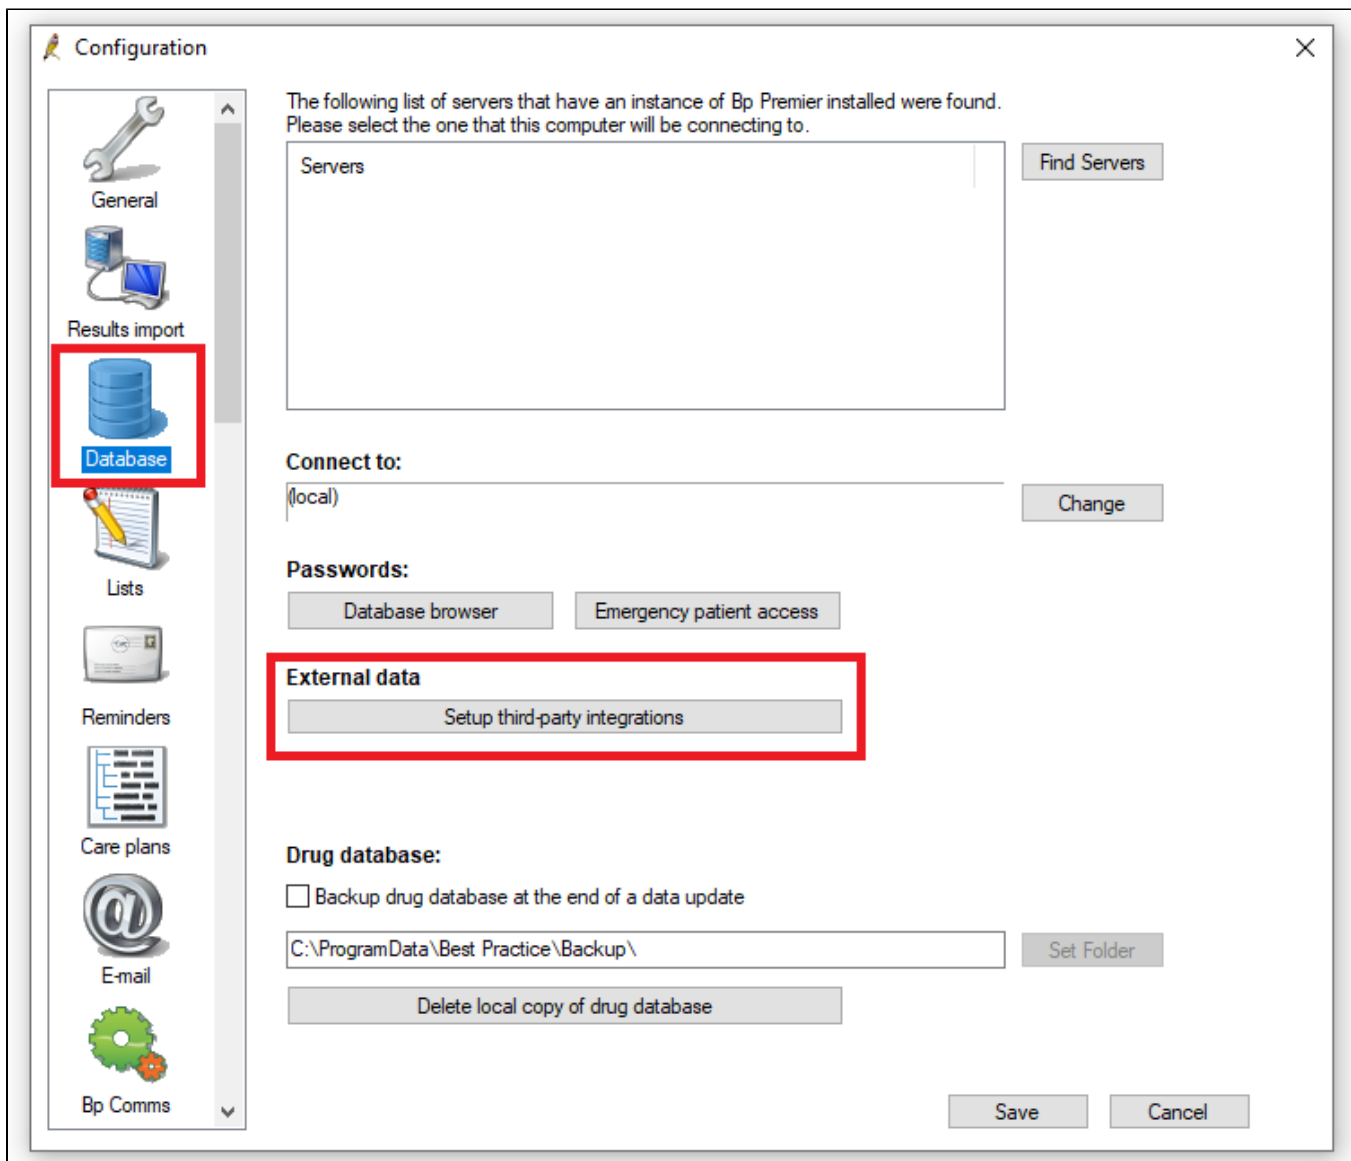 Configuration
General
Results import
Database
Lists
Reminders
Care plans
E-mail
Bp Comms
The following list of servers that have an instance of Bp Premier installed were found.
Please select the one that this computer will be connecting to.
Servers
Find Servers
Connect to:
(local)
Change
Passwords:
Database browser
Emergency patient access
External data
Setup third-party integrations
Drug database:
Backup drug database at the end of a data update
C:\ProgramData\Best Practice\Backup\
Set Folder
Delete local copy of drug database
Save
Cancel